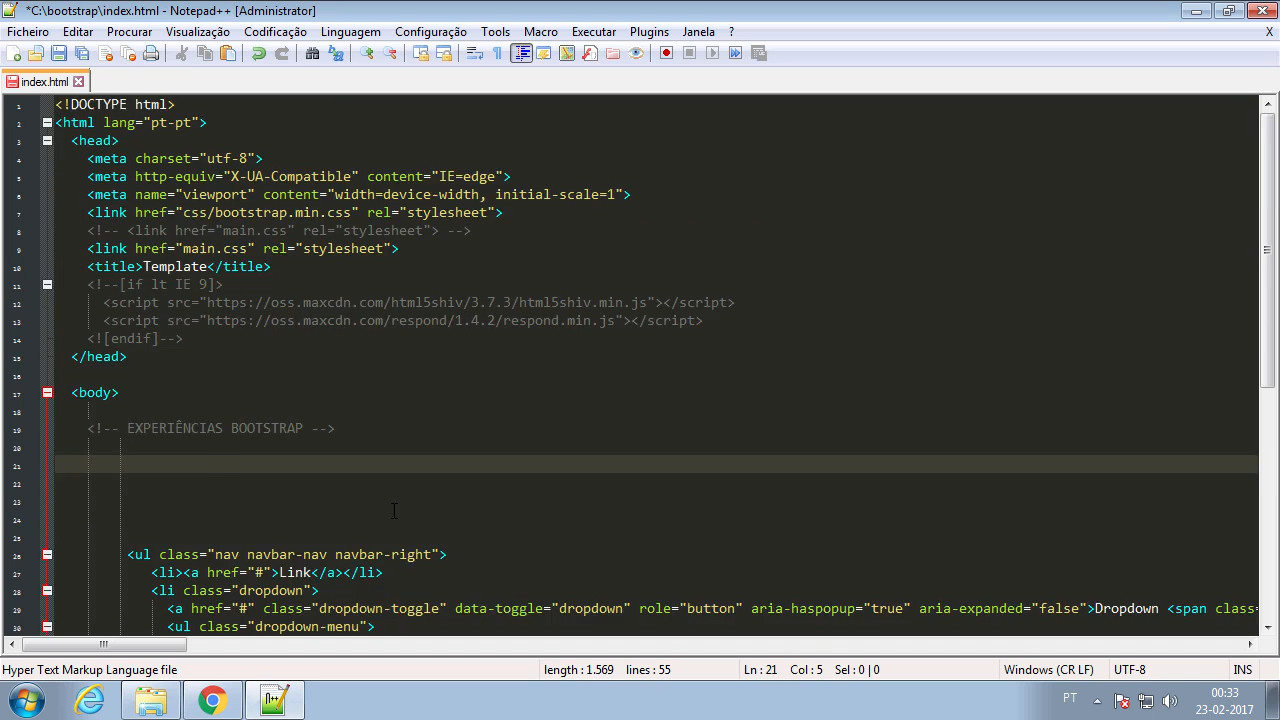 *C:\bootstrap\index.html - Notepad++ [Administrator]
Ficheiro Editar Procurar Visualização Codificação Linguagem Configuração Tools Macro Executar Plugins Janela ? X
index.html
1 <!DOCTYPE html>
2 <html lang="pt-pt">
3 <head>
4 <meta charset="utf-8">
5 <meta http-equiv="X-UA-Compatible" content="IE=edge">
6 <meta name="viewport" content="width=device-width, initial-scale=1">
7 <link href="css/bootstrap.min.css" rel="stylesheet">
8 <!-- <link href="main.css" rel="stylesheet"> -->
9 <link href="main.css" rel="stylesheet">
10 <title>Template</title>
11 <!--[if lt IE 9]>
12 <script src="https://oss.maxcdn.com/html5shiv/3.7.3/html5shiv.min.js"></script>
13 <script src="https://oss.maxcdn.com/respond/1.4.2/respond.min.js"></script>
14 <![endif]-->
15 </head>
16
17 <body>
18
19 <!-- EXPERIÊNCIAS BOOTSTRAP -->
20
21
22
23
24
25
26 <ul class="nav navbar-nav navbar-right">
27 <li><a href="#">Link</a></li>
28 <li class="dropdown">
29 <a href="#" class="dropdown-toggle" data-toggle="dropdown" role="button" aria-haspopup="true" aria-expanded="false">Dropdown <span class=
30 <ul class="dropdown-menu">
Hyper Text Markup Language file length : 1.569 lines : 55 Ln : 21 Col : 5 Sel : 0 | 0 Windows (CR LF) UTF-8 INS
PT 00:33
23-02-2017